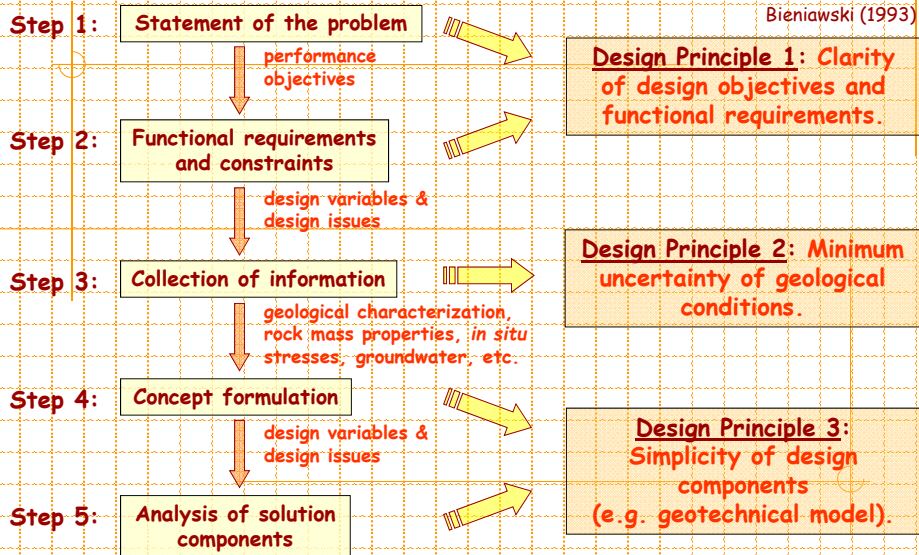 Bieniawski (1993)
Step 1:
Statement of the problem
performance
objectives
Design Principle 1: Clarity
of design objectives and
functional requirements.
Step 2:
Functional requirements
and constraints
design variables &
design issues
Step 3:
Collection of information
Design Principle 2: Minimum
uncertainty of geological
conditions.
geological characterization,
rock mass properties, in situ
stresses, groundwater, etc.
Step 4:
Concept formulation
design variables &
design issues
Design Principle 3:
Simplicity of design
components
(e.g. geotechnical model).
Step 5:
Analysis of solution
components